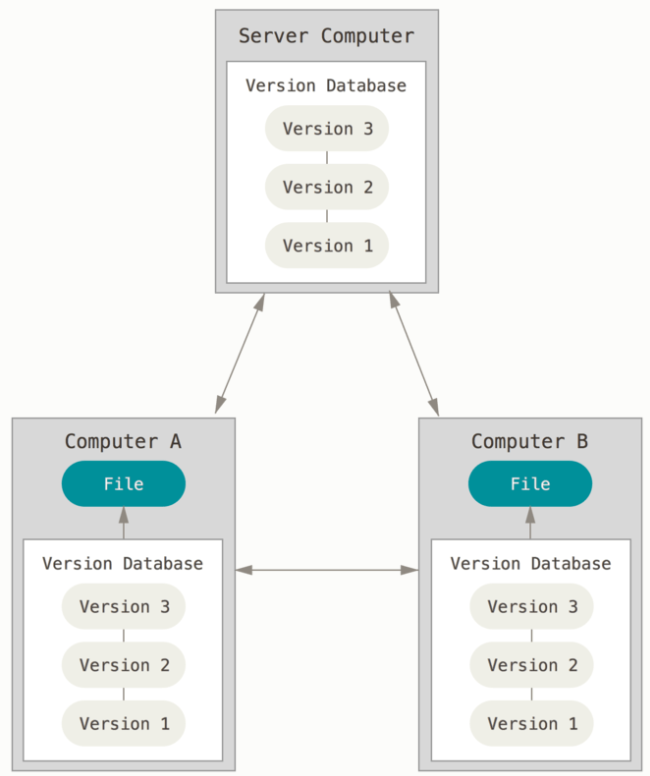 Server Computer
Version Database
Version 3
Version 2
Version 1
Computer A
File
Version Database
Version 3
Version 2
Version 1
Computer B
File
Version Database
Version 3
Version 2
Version 1